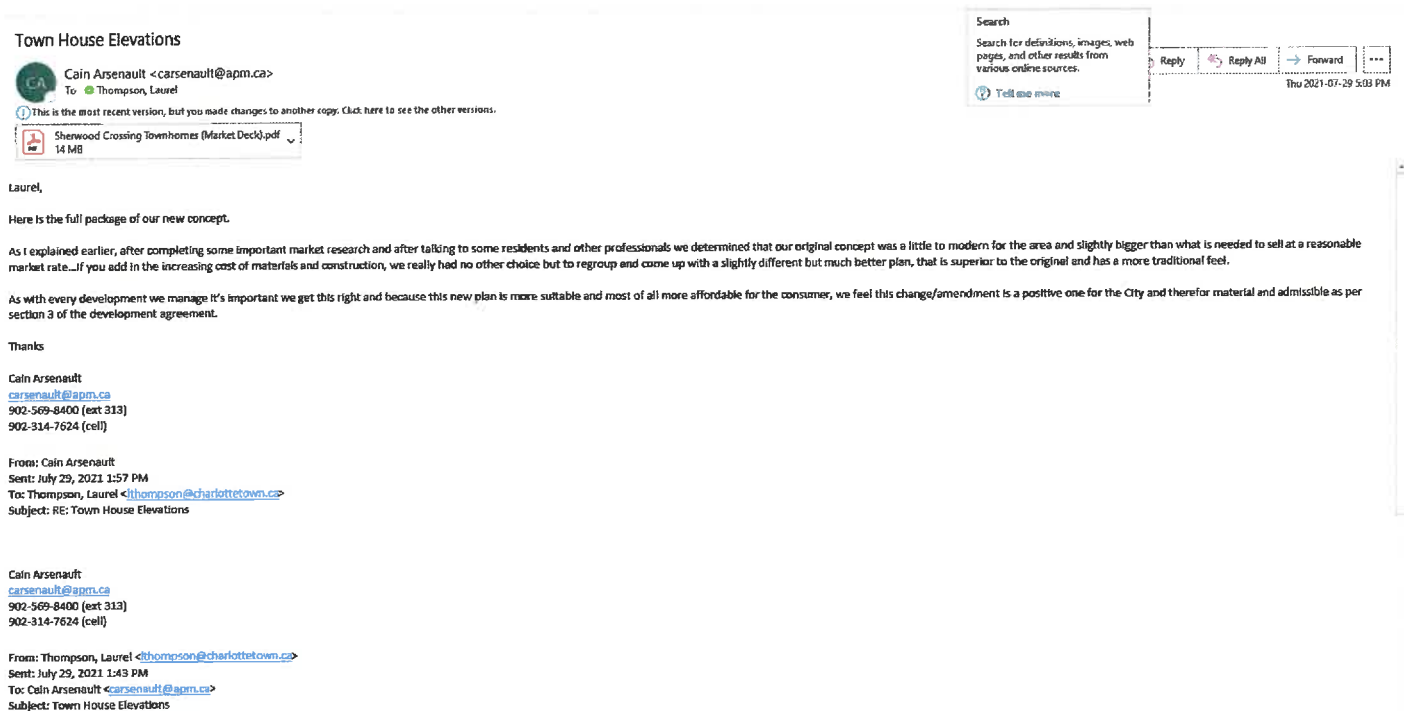 Town House Elevations
CA
Cain Arsenault <carsenault@apm.ca>
To Thompson, Laurel
This is the most recent version, but you made changes to another copy. Click here to see the other versions.
Sherwood Crossing Townhomes (Market Deck).pdf
14 MB
Search
Search for definitions, images, web
pages, and other results from
various online sources.
Tell me more
Reply Reply All Forward ...
Thu 2021-07-29 5:03 PM
Laurel,
Here is the full package of our new concept.
As I explained earlier, after completing some important market research and after talking to some residents and other professionals we determined that our original concept was a little to modern for the area and slightly bigger than what is needed to sell at a reasonable
market rate...If you add in the increasing cost of materials and construction, we really had no other choice but to regroup and come up with a slightly different but much better plan, that is superior to the original and has a more traditional feel.
As with every development we manage it's important we get this right and because this new plan is more suitable and most of all more affordable for the consumer, we feel this change/amendment is a positive one for the City and therefor material and admissible as per
section 3 of the development agreement.
Thanks
Cain Arsenault
carsenault@apm.ca
902-569-8400 (ext 313)
902-314-7624 (cell)
From: Cain Arsenault
Sent: July 29, 2021 1:57 PM
To: Thompson, Laurel <lthompson@charlottetown.ca>
Subject: RE: Town House Elevations
Cain Arsenault
carsenault@apm.ca
902-569-8400 (ext 313)
902-314-7624 (cell)
From: Thompson, Laurel <lthompson@charlottetown.ca>
Sent: July 29, 2021 1:43 PM
To: Cain Arsenault <carsenault@apm.ca>
Subject: Town House Elevations